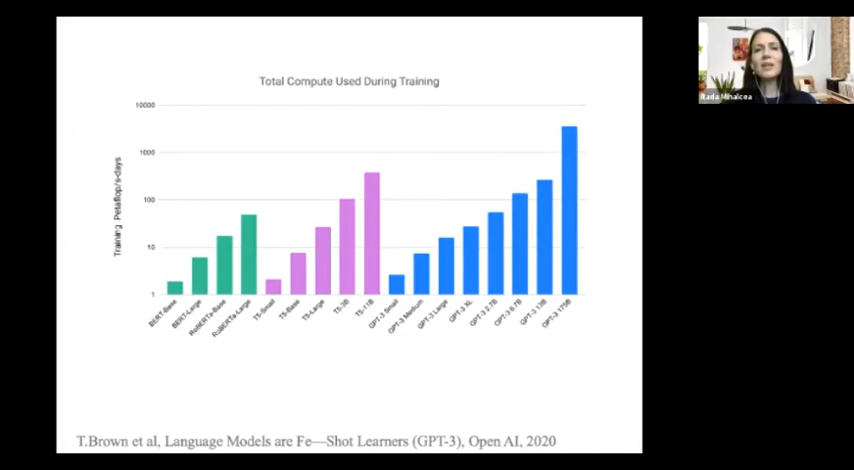 Total Compute Used During Training
Training Petaflop/s-days
10000
1000
100
10
1
BERT-Base
BERT-Large
RoBERTa-Base
RoBERTa-Large
T5-Small
T5-Base
T5-Large
T5-3B
T5-11B
GPT-3 Small
GPT-3 Medium
GPT-3 Large
GPT-3 XL
GPT-3 2.7B
GPT-3 6.7B
GPT-3 13B
GPT-3 175B
T.Brown et al, Language Models are Fe—Shot Learners (GPT-3), Open AI, 2020
Rada Mihalcea